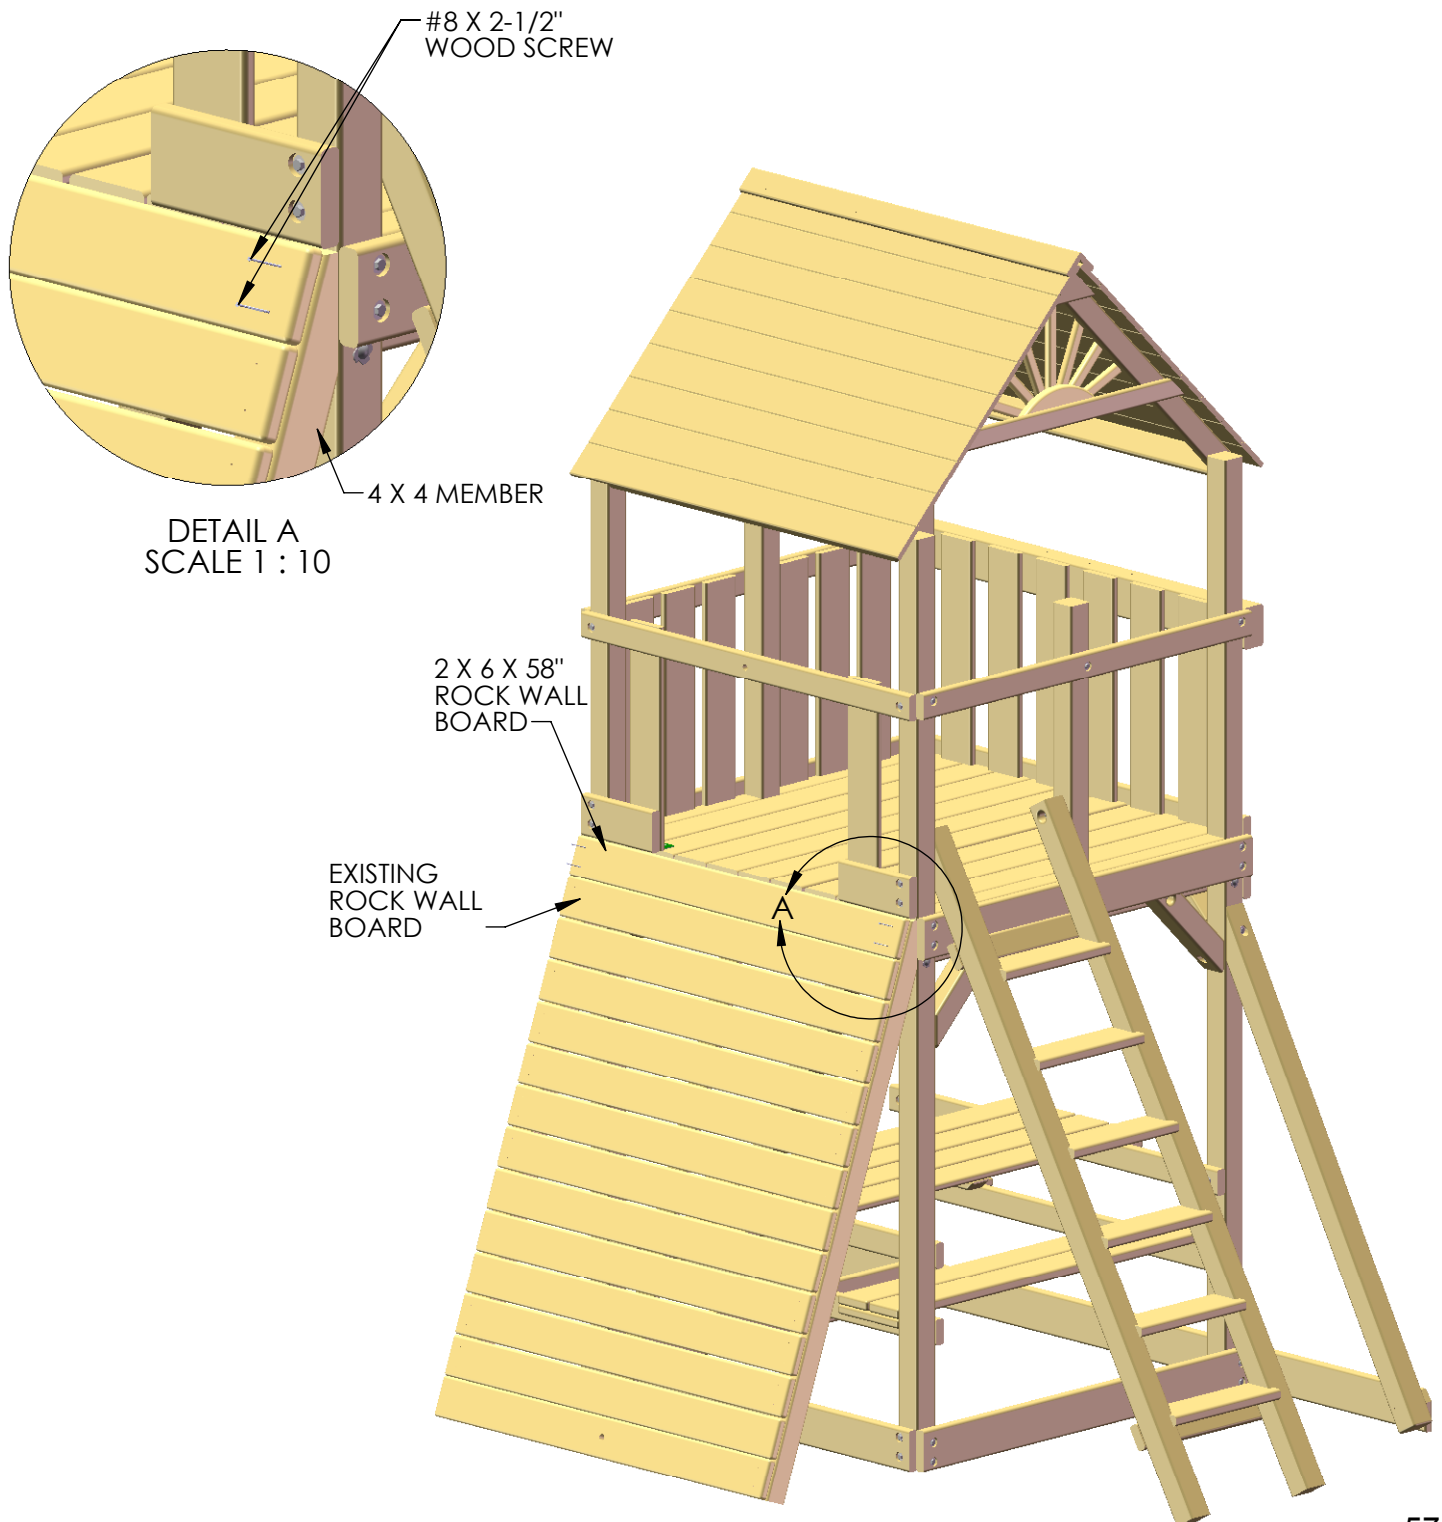 #8 X 2-1/2"
WOOD SCREW
4 X 4 MEMBER
DETAIL A
SCALE 1 : 10
2 X 6 X 58"
ROCK WALL
BOARD
EXISTING
ROCK WALL
BOARD
A
57